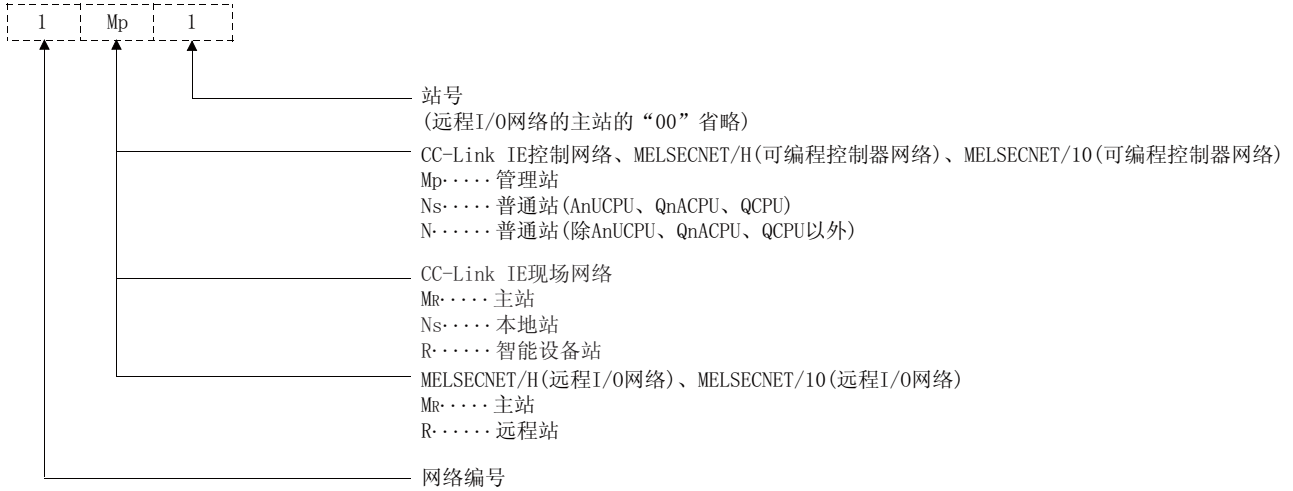 1 Mp 1
站号
(远程I/O网络的主站的“00”省略)
CC-Link IE控制网络、MELSECNET/H(可编程控制器网络)、MELSECNET/10(可编程控制器网络)
Mp·····管理站
Ns·····普通站(AnUCPU、QnACPU、QCPU)
N······普通站(除AnUCPU、QnACPU、QCPU以外)
CC-Link IE现场网络
MR·····主站
Ns·····本地站
R······智能设备站
MELSECNET/H(远程I/O网络)、MELSECNET/10(远程I/O网络)
MR·····主站
R······远程站
网络编号